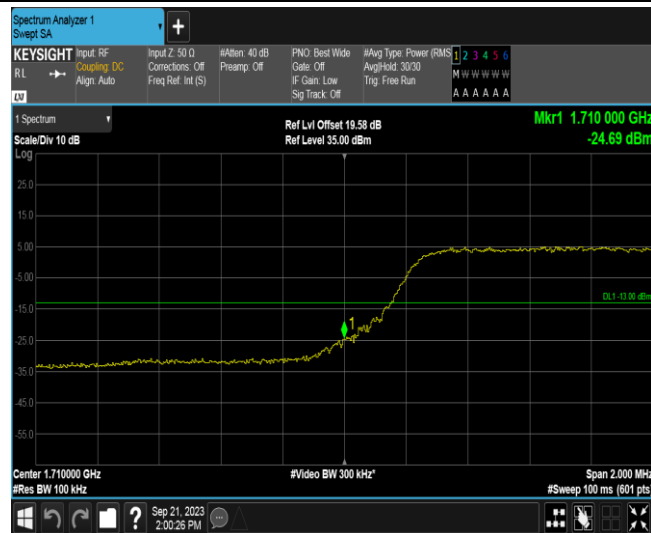 Spectrum Analyzer 1
Swept SA
+
KEYSIGHT
R L
LXI
Input: RF
Coupling: DC
Align: Auto
Input Z: 50 Ω
Corrections: Off
Freq Ref: Int (S)
#Atten: 40 dB
Preamp: Off
PNO: Best Wide
Gate: Off
IF Gain: Low
Sig Track: Off
#Avg Type: Power (RMS
Avg|Hold: 30/30
Trig: Free Run
1 2 3 4 5 6
M W W W W W
A A A A A A
1 Spectrum
Scale/Div 10 dB
Log
Ref Lvl Offset 19.58 dB
Ref Level 35.00 dBm
Mkr1 1.710 000 GHz
-24.69 dBm
25.0
15.0
5.00
-5.00
-15.0
-25.0
-35.0
-45.0
-55.0
DL1 -13.00 dBm
1
Center 1.710000 GHz
#Res BW 100 kHz
#Video BW 300 kHz*
Span 2.000 MHz
#Sweep 100 ms (601 pts)
?
Sep 21, 2023
2:00:26 PM